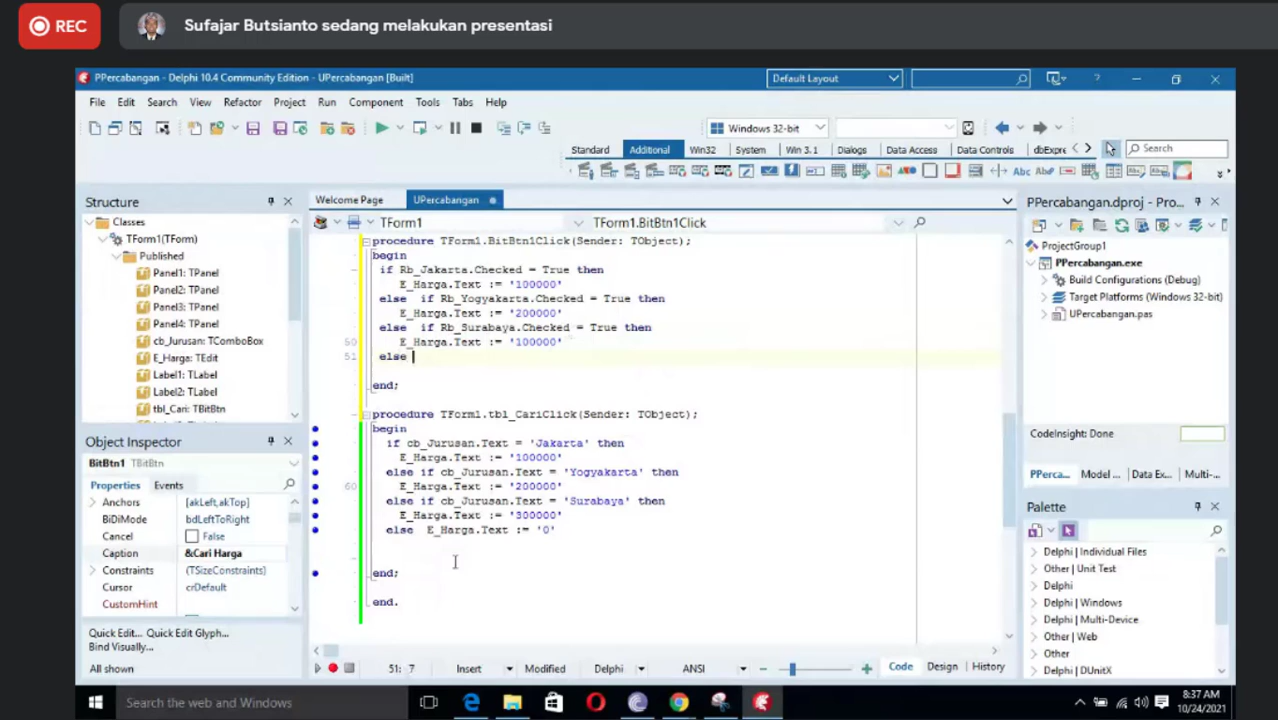 REC
Sufajar Butsianto sedang melakukan presentasi
PPercabangan - Delphi 10.4 Community Edition - UPercabangan [Built]
Default Layout
File Edit Search View Refactor Project Run Component Tools Tabs Help
Windows 32-bit
Standard Additional Win32 System Win 3.1 Dialogs Data Access Data Controls dbExpre
Search
Structure
Classes
TForm1(TForm)
Published
Panel1: TPanel
Panel2: TPanel
Panel3: TPanel
Panel4: TPanel
cb_Jurusan: TComboBox
E_Harga: TEdit
Label1: TLabel
Label2: TLabel
tbl_Cari: TBitBtn
Object Inspector
BitBtn1 TBitBtn
Properties Events
Anchors [akLeft,akTop]
BiDiMode bdLeftToRight
Cancel False
Caption &Cari Harga
Constraints (TSizeConstraints)
Cursor crDefault
CustomHint
Quick Edit... Quick Edit Glyph...
Bind Visually...
All shown
Welcome Page UPercabangan
TForm1 TForm1.BitBtn1Click
procedure TForm1.BitBtn1Click(Sender: TObject);
begin
if Rb_Jakarta.Checked = True then
E_Harga.Text := '100000'
else if Rb_Yogyakarta.Checked = True then
E_Harga.Text := '200000'
else if Rb_Surabaya.Checked = True then
50 E_Harga.Text := '100000'
51 else
end;
procedure TForm1.tbl_CariClick(Sender: TObject);
begin
if cb_Jurusan.Text = 'Jakarta' then
E_Harga.Text := '100000'
else if cb_Jurusan.Text = 'Yogyakarta' then
60 E_Harga.Text := '200000'
else if cb_Jurusan.Text = 'Surabaya' then
E_Harga.Text := '300000'
else E_Harga.Text := '0'
end;
end.
51: 7 Insert Modified Delphi ANSI Code Design History
PPercabangan.dproj - Pro...
ProjectGroup1
PPercabangan.exe
Build Configurations (Debug)
Target Platforms (Windows 32-bit)
UPercabangan.pas
CodeInsight: Done
PPerca... Model ... Data Ex... Multi-...
Palette
Delphi | Individual Files
Other | Unit Test
Delphi
Delphi | Windows
Delphi | Multi-Device
Other | Web
Other
Delphi | DUnitX
Search the web and Windows
8:37 AM
10/24/2021